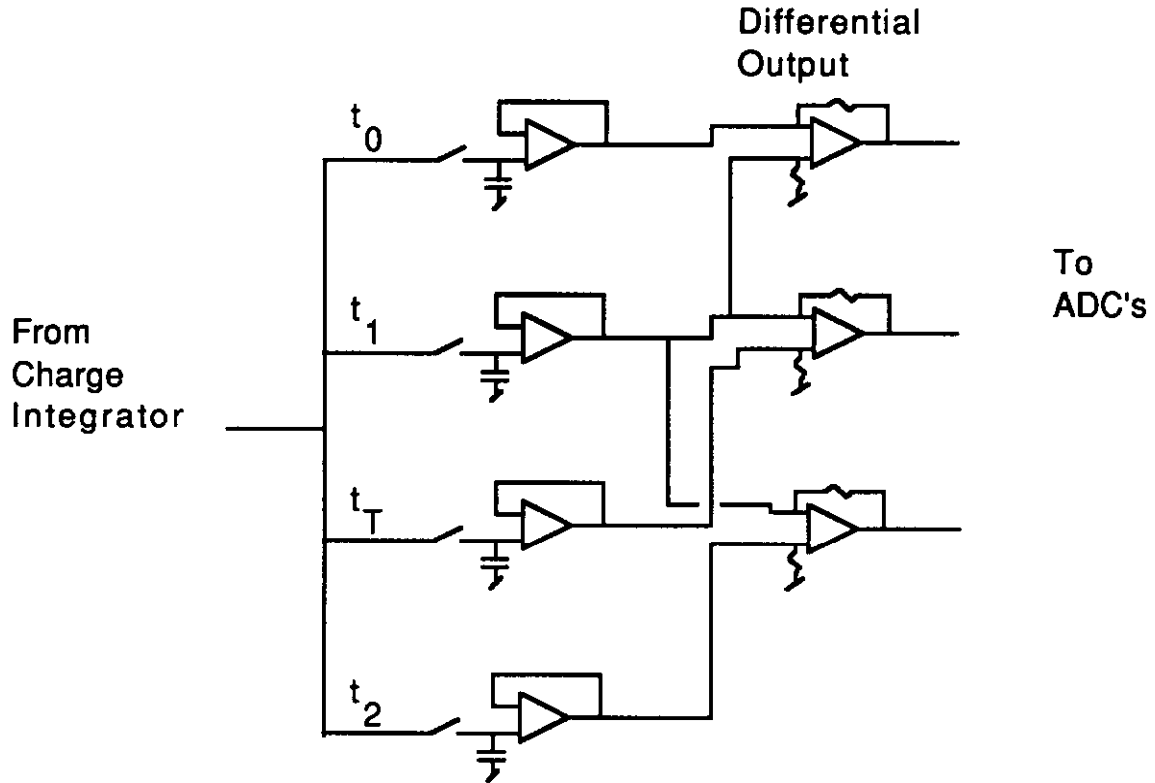 Differential
Output
t0
t1
From
Charge
Integrator
To
ADC's
tT
t2